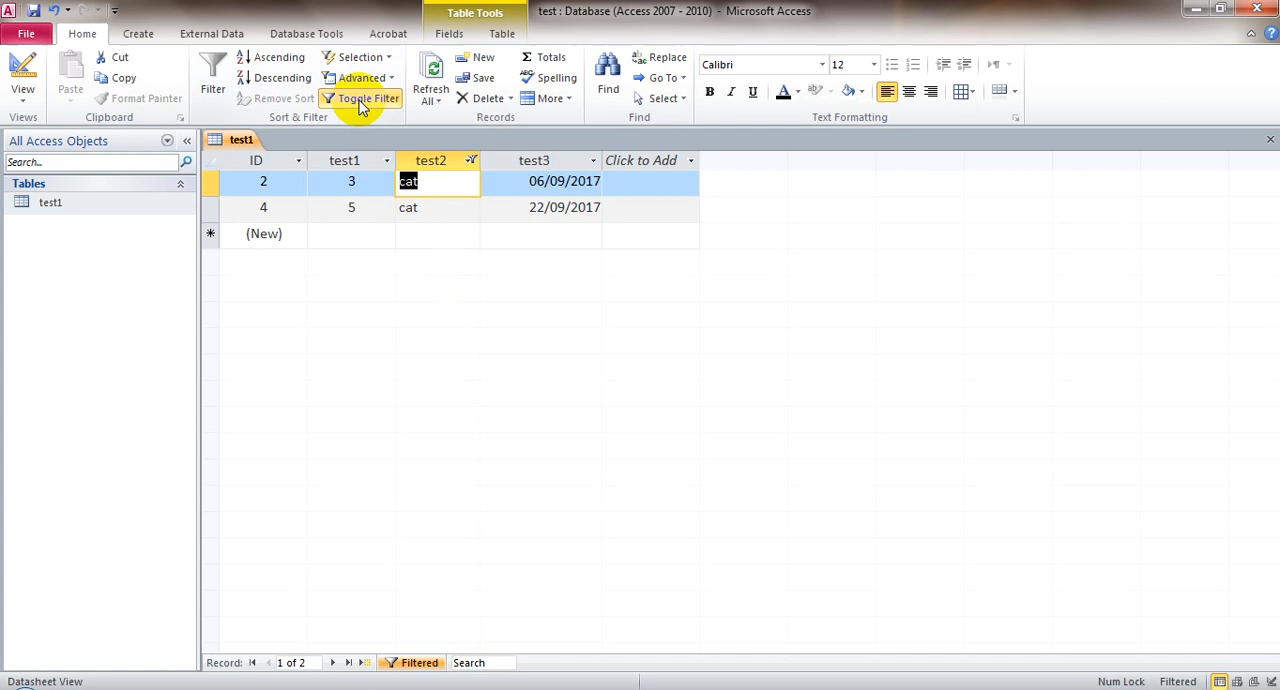 Table Tools
test : Database (Access 2007 - 2010) - Microsoft Access
File Home Create External Data Database Tools Acrobat Fields Table
View
Views
Paste
Cut
Copy
Format Painter
Clipboard
Filter
Ascending
Descending
Remove Sort
Selection
Advanced
Toggle Filter
Sort & Filter
Refresh
All
New
Save
Delete
Totals
Spelling
More
Records
Find
Replace
Go To
Select
Find
Calibri 12
B I U A
Text Formatting
All Access Objects
Search...
Tables
test1
test1
ID test1 test2 test3 Click to Add
2 3 cat 06/09/2017
4 5 cat 22/09/2017
* (New)
Record: 1 of 2 Filtered Search
Datasheet View Num Lock Filtered